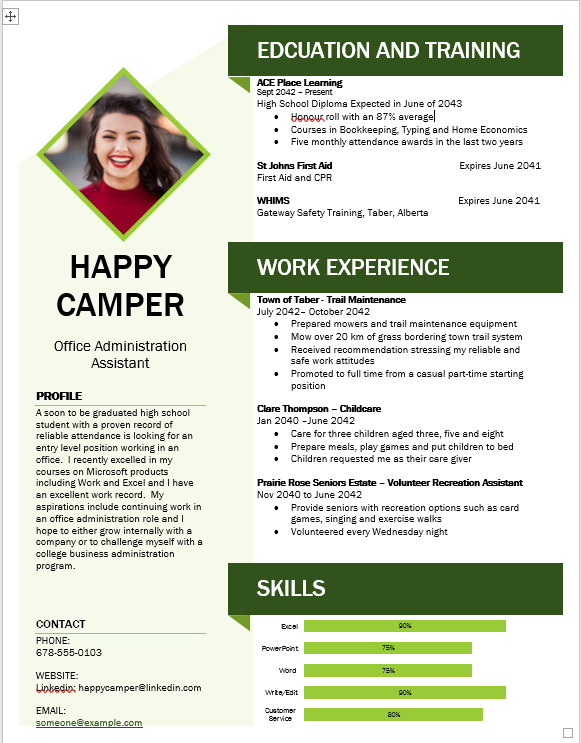 HAPPY
CAMPER
Office Administration
Assistant
PROFILE
A soon to be graduated high school
student with a proven record of
reliable attendance is looking for an
entry level position working in an
office.  I recently excelled in my
courses on Microsoft products
including Work and Excel and I have
an excellent work record.  My
aspirations include continuing work in
an office administration role and I
hope to either grow internally with a
company or to challenge myself with a
college business administration
program.
CONTACT
PHONE:
678-555-0103
WEBSITE:
Linkedin: happycamper@linkedin.com
EMAIL:
someone@example.com
EDCUATION AND TRAINING
ACE Place Learning
Sept 2042 – Present
High School Diploma Expected in June of 2043
• Honour roll with an 87% average
• Courses in Bookkeeping, Typing and Home Economics
• Five monthly attendance awards in the last two years
St Johns First Aid Expires June 2041
First Aid and CPR
WHIMS Expires June 2041
Gateway Safety Training, Taber, Alberta
WORK EXPERIENCE
Town of Taber - Trail Maintenance
July 2042– October 2042
• Prepared mowers and trail maintenance equipment
• Mow over 20 km of grass bordering town trail system
• Received recommendation stressing my reliable and
safe work attitudes
• Promoted to full time from a casual part-time starting
position
Clare Thompson – Childcare
Jan 2040 –June 2042
• Care for three children aged three, five and eight
• Prepare meals, play games and put children to bed
• Children requested me as their care giver
Prairie Rose Seniors Estate – Volunteer Recreation Assistant
Nov 2040 to June 2042
• Provide seniors with recreation options such as card
games, singing and exercise walks
• Volunteered every Wednesday night
SKILLS
Excel 90%
PowerPoint 75%
Word 75%
Write/Edit 90%
Customer
Service 80%